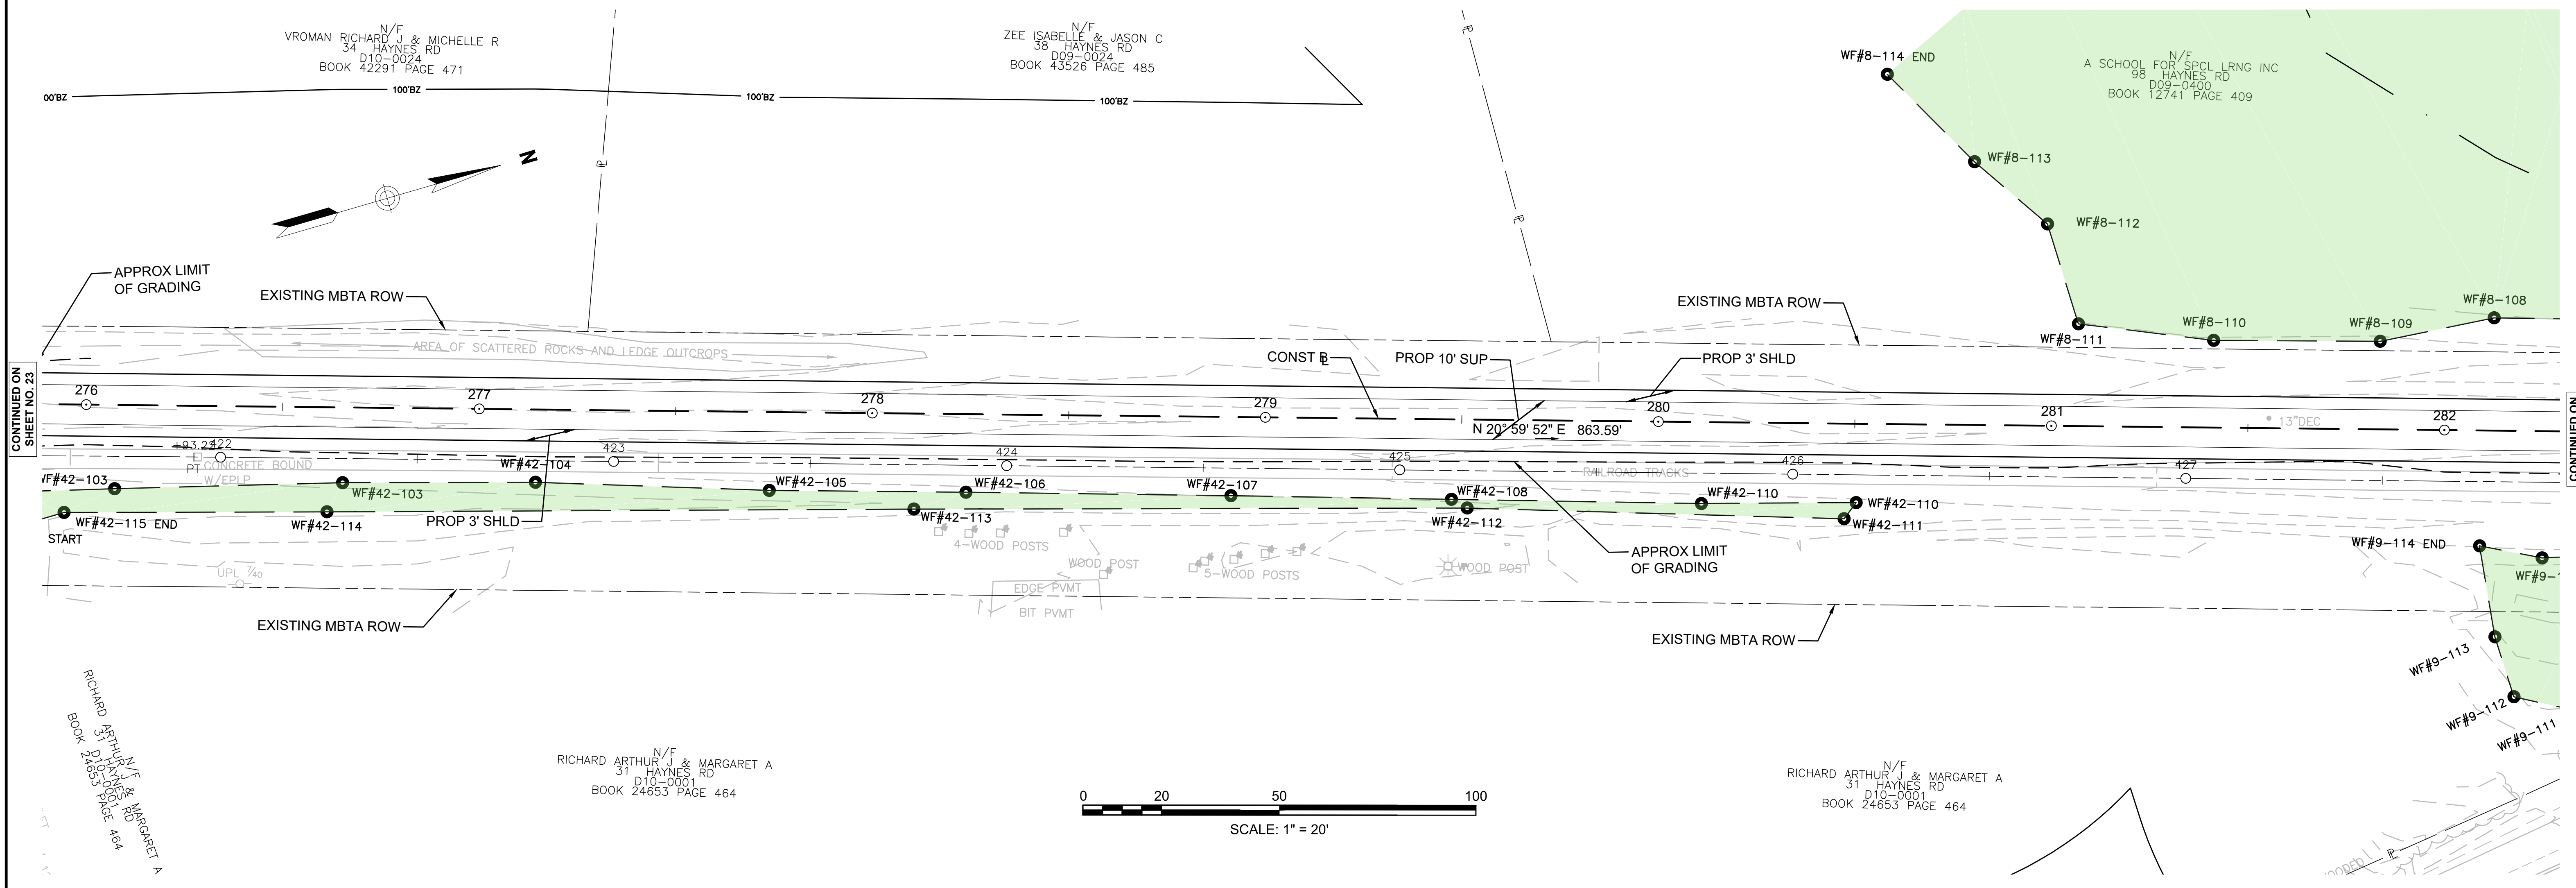 N/F
VROMAN RICHARD J & MICHELLE R
34 HAYNES RD
D10-0024
BOOK 42291 PAGE 471
N/F
ZEE ISABELLE & JASON C
38 HAYNES RD
D09-0024
BOOK 43526 PAGE 485
N/F
A SCHOOL FOR SPCL LRNG INC
98 HAYNES RD
D09-0400
BOOK 12741 PAGE 409
WF#8-114 END
00'BZ
100'BZ
100'BZ
100'BZ
N
WF#8-113
WF#8-112
APPROX LIMIT
OF GRADING
EXISTING MBTA ROW
EXISTING MBTA ROW
WF#8-111
WF#8-110
WF#8-109
WF#8-108
AREA OF SCATTERED ROCKS AND LEDGE OUTCROPS
CONST BL
PROP 10' SUP
PROP 3' SHLD
CONTINUED ON
SHEET NO. 23
CONTINUED ON
276
277
278
279
280
281
282
13"DEC
N 20° 59' 52" E 863.59'
+93.22
PT
422
423
424
425
426
427
CONCRETE BOUND
W/EPLP
RAILROAD TRACKS
WF#42-103
WF#42-103
WF#42-104
WF#42-105
WF#42-106
WF#42-107
WF#42-108
WF#42-110
WF#42-110
WF#42-115 END
START
WF#42-114
PROP 3' SHLD
WF#42-113
WF#42-112
WF#42-111
4-WOOD POSTS
WOOD POST
5-WOOD POSTS
WOOD POST
UPL 7/40
EDGE PVMT
BIT PVMT
APPROX LIMIT
OF GRADING
WF#9-114 END
WF#9-1
EXISTING MBTA ROW
EXISTING MBTA ROW
WF#9-113
WF#9-112
WF#9-111
N/F
RICHARD ARTHUR J & MARGARET A
31 HAYNES RD
D10-0001
BOOK 24653 PAGE 464
N/F
RICHARD ARTHUR J & MARGARET A
31 HAYNES RD
D10-0001
BOOK 24653 PAGE 464
N/F
RICHARD ARTHUR J & MARGARET A
31 HAYNES RD
D10-0001
BOOK 24653 PAGE 464
0 20 50 100
SCALE: 1" = 20'